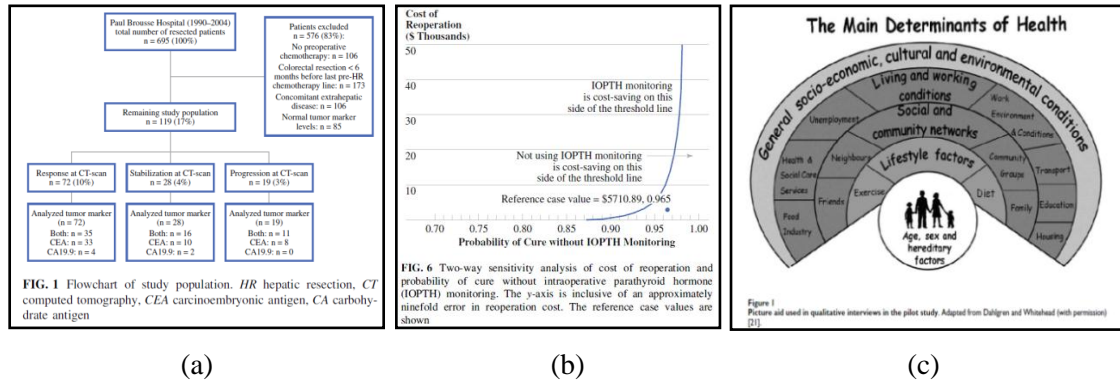 Paul Brousse Hospital (1990–2004)
total number of resected patients
n = 695 (100%)
Patients excluded
n = 576 (83%):
No preoperative
chemotherapy: n = 106
Colorectal resection < 6
months before last pre-HR
chemotherapy line: n = 173
Concomitant extrahepatic
disease: n = 106
Normal tumor marker
levels: n = 85
Remaining study population
n = 119 (17%)
Response at CT-scan
n = 72 (10%)
Stabilization at CT-scan
n = 28 (4%)
Progression at CT-scan
n = 19 (3%)
Analyzed tumor marker
(n = 72)
Both: n = 35
CEA: n = 33
CA19.9: n = 4
Analyzed tumor marker
(n = 28)
Both: n = 16
CEA: n = 10
CA19.9: n = 2
Analyzed tumor marker
(n = 19)
Both: n = 11
CEA: n = 8
CA19.9: n = 0
FIG. 1 Flowchart of study population. HR hepatic resection, CT
computed tomography, CEA carcinoembryonic antigen, CA carbohy-
drate antigen
(a)
Cost of
Reoperation
($ Thousands)
50
40
30
20
10
IOPTH monitoring
is cost-saving on this
side of the threshold line
Not using IOPTH monitoring
is cost-saving on this
side of the threshold line
Reference case value = $5710.89, 0.965
0.70 0.75 0.80 0.85 0.90 0.95 1.00
Probability of Cure without IOPTH Monitoring
FIG. 6 Two-way sensitivity analysis of cost of reoperation and
probability of cure without intraoperative parathyroid hormone
(IOPTH) monitoring. The y-axis is inclusive of an approximately
ninefold error in reoperation cost. The reference case values are
shown
(b)
The Main Determinants of Health
General socio-economic, cultural and environmental conditions
Living and working
conditions
Unemployment
Work
Environment
& Conditions
Social and
community networks
Health &
Social Care
Services
Neighbours
Lifestyle factors
Community
Groups
Transport
Friends
Exercise
Diet
Family
Education
Food
Industry
Housing
Age, sex and
hereditary
factors
Figure 1
Picture aid used in qualitative interviews in the pilot study. Adapted from Dahlgren and Whitehead (with permission)
[21].
(c)